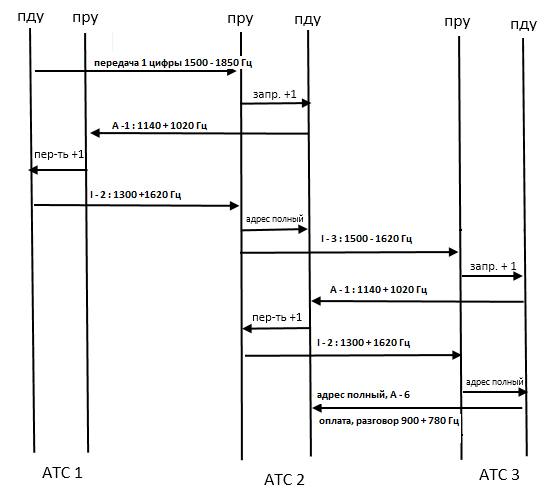 пду
пру
пру
пду
пру
пду
передача 1 цифры 1500 - 1850 Гц
запр. +1
А -1 : 1140 + 1020 Гц
пер-ть +1
I - 2 : 1300 +1620 Гц
адрес полный
I - 3 : 1500 - 1620 Гц
запр. + 1
А - 1 : 1140 + 1020 Гц
пер-ть +1
I - 2 : 1300 + 1620 Гц
адрес полный
адрес полный, А - 6
оплата, разговор 900 + 780 Гц
АТС 1
АТС 2
АТС 3